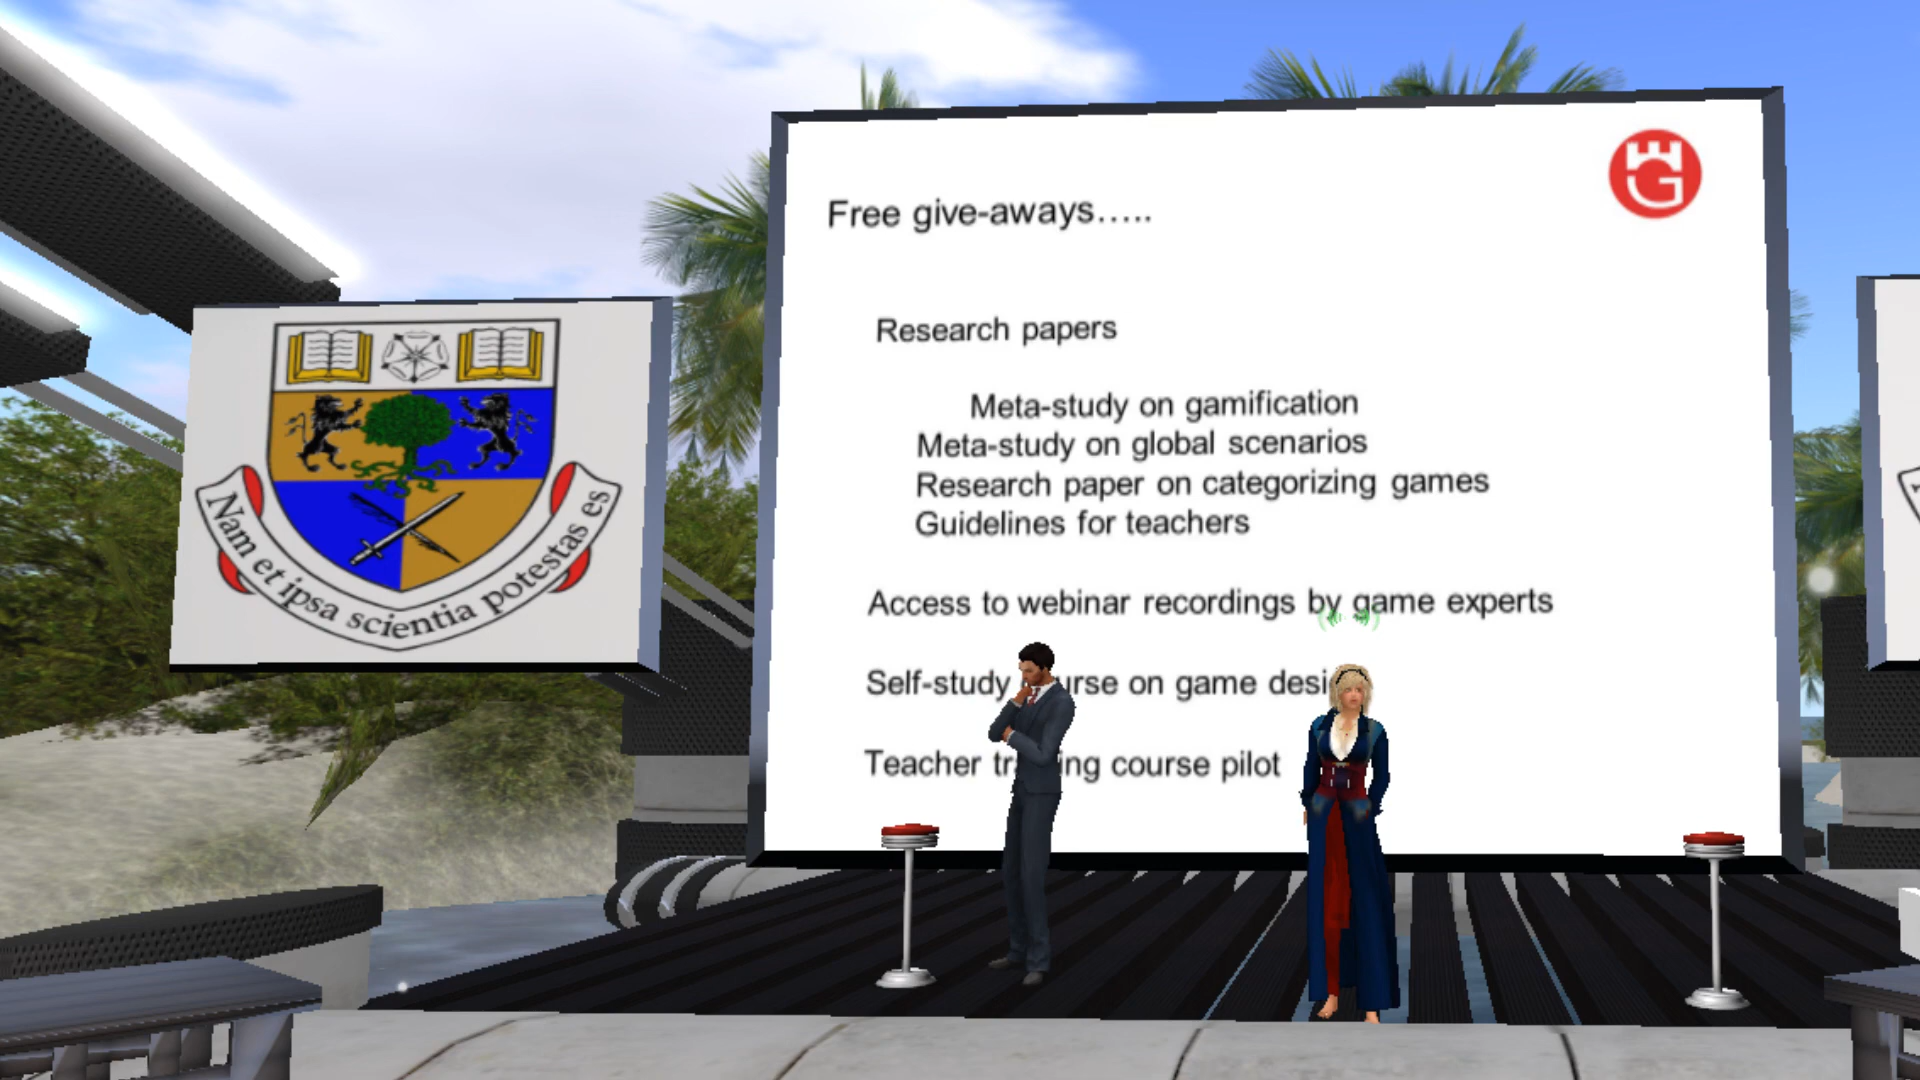 Free give-aways.....
Research papers
Meta-study on gamification
Meta-study on global scenarios
Research paper on categorizing games
Guidelines for teachers
Access to webinar recordings by game experts
Self-study urse on game desi
Teacher tr ing course pilot
Nam et ipsa scientia potestas es